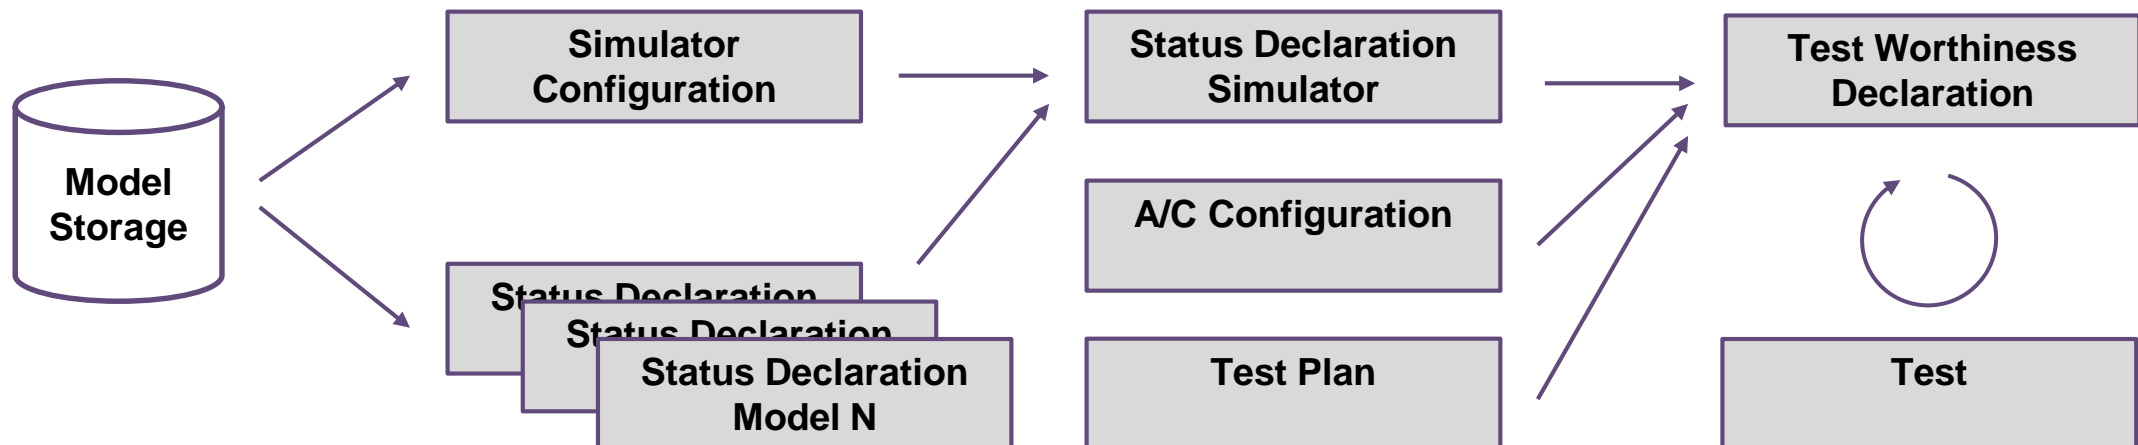 Model
Storage
Simulator
Configuration
Status Declaration
Status Declaration
Status Declaration
Model N
Status Declaration
Simulator
A/C Configuration
Test Plan
Test Worthiness
Declaration
Test